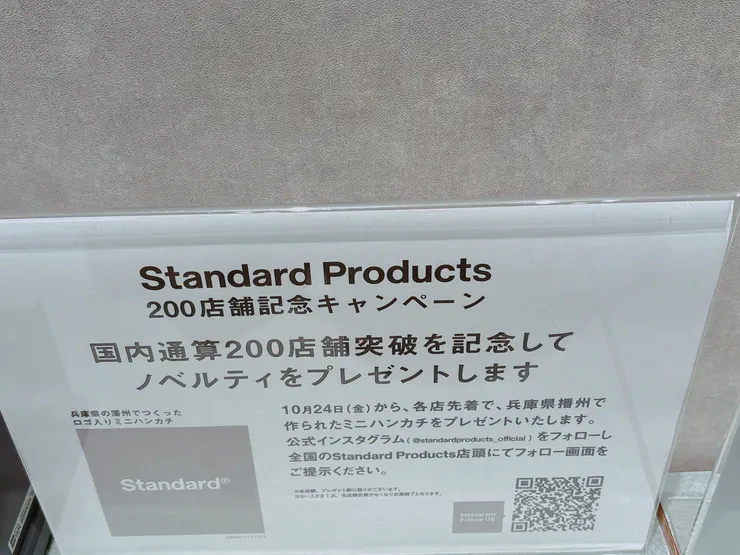 Standard Products
200店舗記念キャンペーン
国内通算200店舗突破を記念して
ノベルティをプレゼントします
兵庫県の播州でつくった
ロゴ入りミニハンカチ
Standard®
10月24日(金)から、各店先着で、兵庫県播州で
作られたミニハンカチをプレゼントいたします。
公式インスタグラム(@standardproducts_official)をフォローし
全国のStandard Products店頭にてフォロー画面を
ご提示ください。
Instagram
Follow US